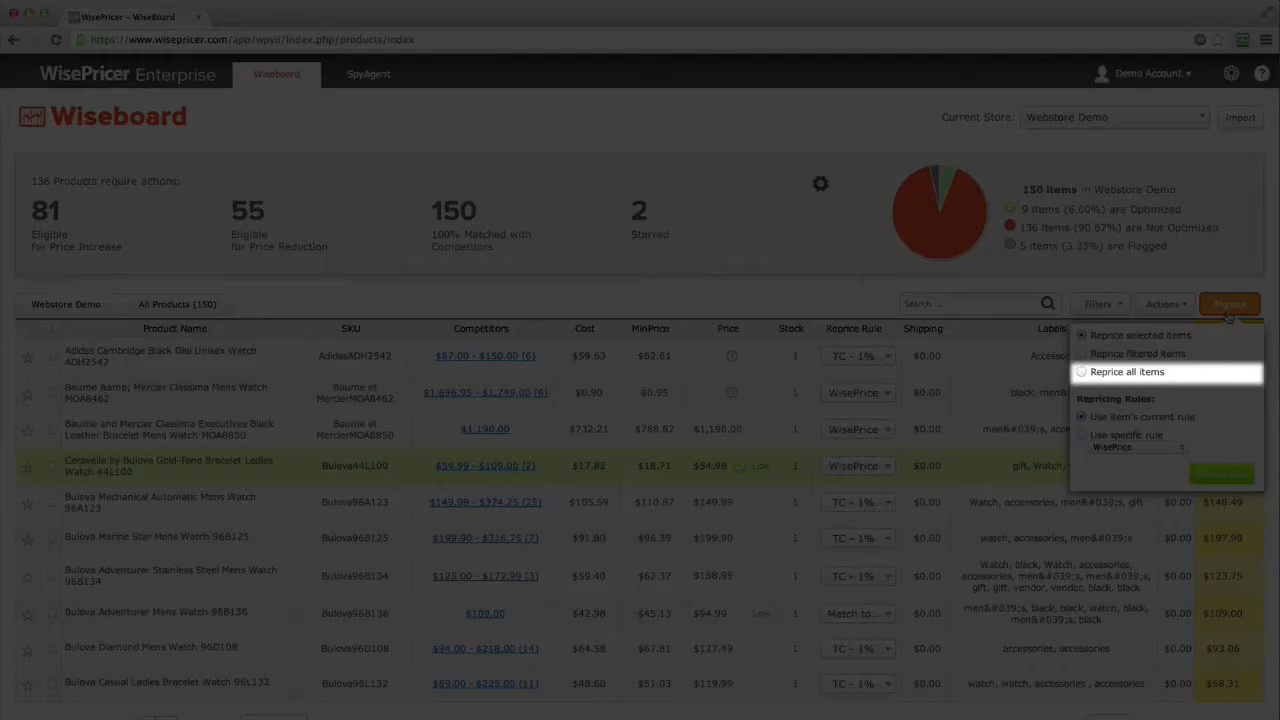 WisePricer – WiseBoard
https://www.wisepricer.com/app/wpyii/index.php/products/index
WisePricer Enterprise
Wiseboard
SpyAgent
Demo Account
Wiseboard
Current Store: Webstore Demo
Import
136 Products require actions:
81
Eligible
for Price Increase
55
Eligible
for Price Reduction
150
100% Matched with
Competitors
2
Starred
150 items in Webstore Demo
9 items (6.00%) are Optimized
136 items (90.67%) are Not Optimized
5 items (3.33%) are Flagged
Webstore Demo
All Products (150)
Search ...
Filters
Actions
Reprice
Product Name SKU Competitors Cost MinPrice Price Stock Reprice Rule Shipping Labels
Adidas Cambridge Black Dial Unisex Watch
ADH2542
AdidasADH2542 $87.00 - $150.00 (6) $59.63 $62.61 1 TC - 1% $0.00
Baume &amp; Mercier Classima Mens Watch
MOA8462
Baume et
MercierMOA8462
$1,696.95 - $1,749.00 (6) $0.90 $0.95 1 WisePrice $0.00 black,
Baume and Mercier Classima Executives Black
Leather Bracelet Mens Watch MOA8850
Baume et
MercierMOA8850
$1,190.00 $732.21 $768.82 $1,190.00 1 WisePrice $0.00
Caravelle by Bulova Gold-Tone Bracelet Ladies
Watch 44L100
Bulova44L100 $54.99 - $109.00 (2) $17.82 $18.71 $54.98 Low 1 WisePrice $0.00 gift, Watch,
Bulova Mechanical Automatic Mens Watch
96A123
Bulova96A123 $149.99 - $374.25 (25) $105.59 $110.87 $149.99 1 TC - 1% $0.00 Watch, accessories, men&#039;s, gift $0.00 $148.49
Bulova Marine Star Mens Watch 96B125 Bulova96B125 $199.90 - $318.75 (7) $91.80 $96.39 $199.90 1 TC - 1% $0.00 watch, accessories, men&#039;s $0.00 $197.90
Bulova Adventurer Stainless Steel Mens Watch
96B134
Bulova96B134 $125.00 - $172.99 (3) $59.40 $62.37 $158.99 1 TC - 1% $0.00
Watch, black, Watch, accessories,
accessories, men&#039;s, men&#039;s,
gift, gift, vendor, vendor, black, black
$0.00 $123.75
Bulova Adventurer Mens Watch 96B136 Bulova96B136 $109.00 $42.98 $45.13 $94.99 Low 1 Match to... $0.00
men&#039;s, black, black, watch, black,
men&#039;s, accessories
$0.00 $109.00
Bulova Diamond Mens Watch 96D108 Bulova96D108 $94.00 - $218.00 (14) $64.58 $67.81 $127.49 1 TC - 1% $0.00 accessories, accessories $0.00 $93.06
Bulova Casual Ladies Bracelet Watch 96L132 Bulova96L132 $69.00 - $225.00 (11) $48.60 $51.03 $119.99 1 TC - 1% $0.00 watch, watch, accessories , accessories $0.00 $68.31
Reprice selected items
Reprice filtered items
Reprice all items
Repricing Rules:
Use item's current rule
Use specific rule
WisePrice